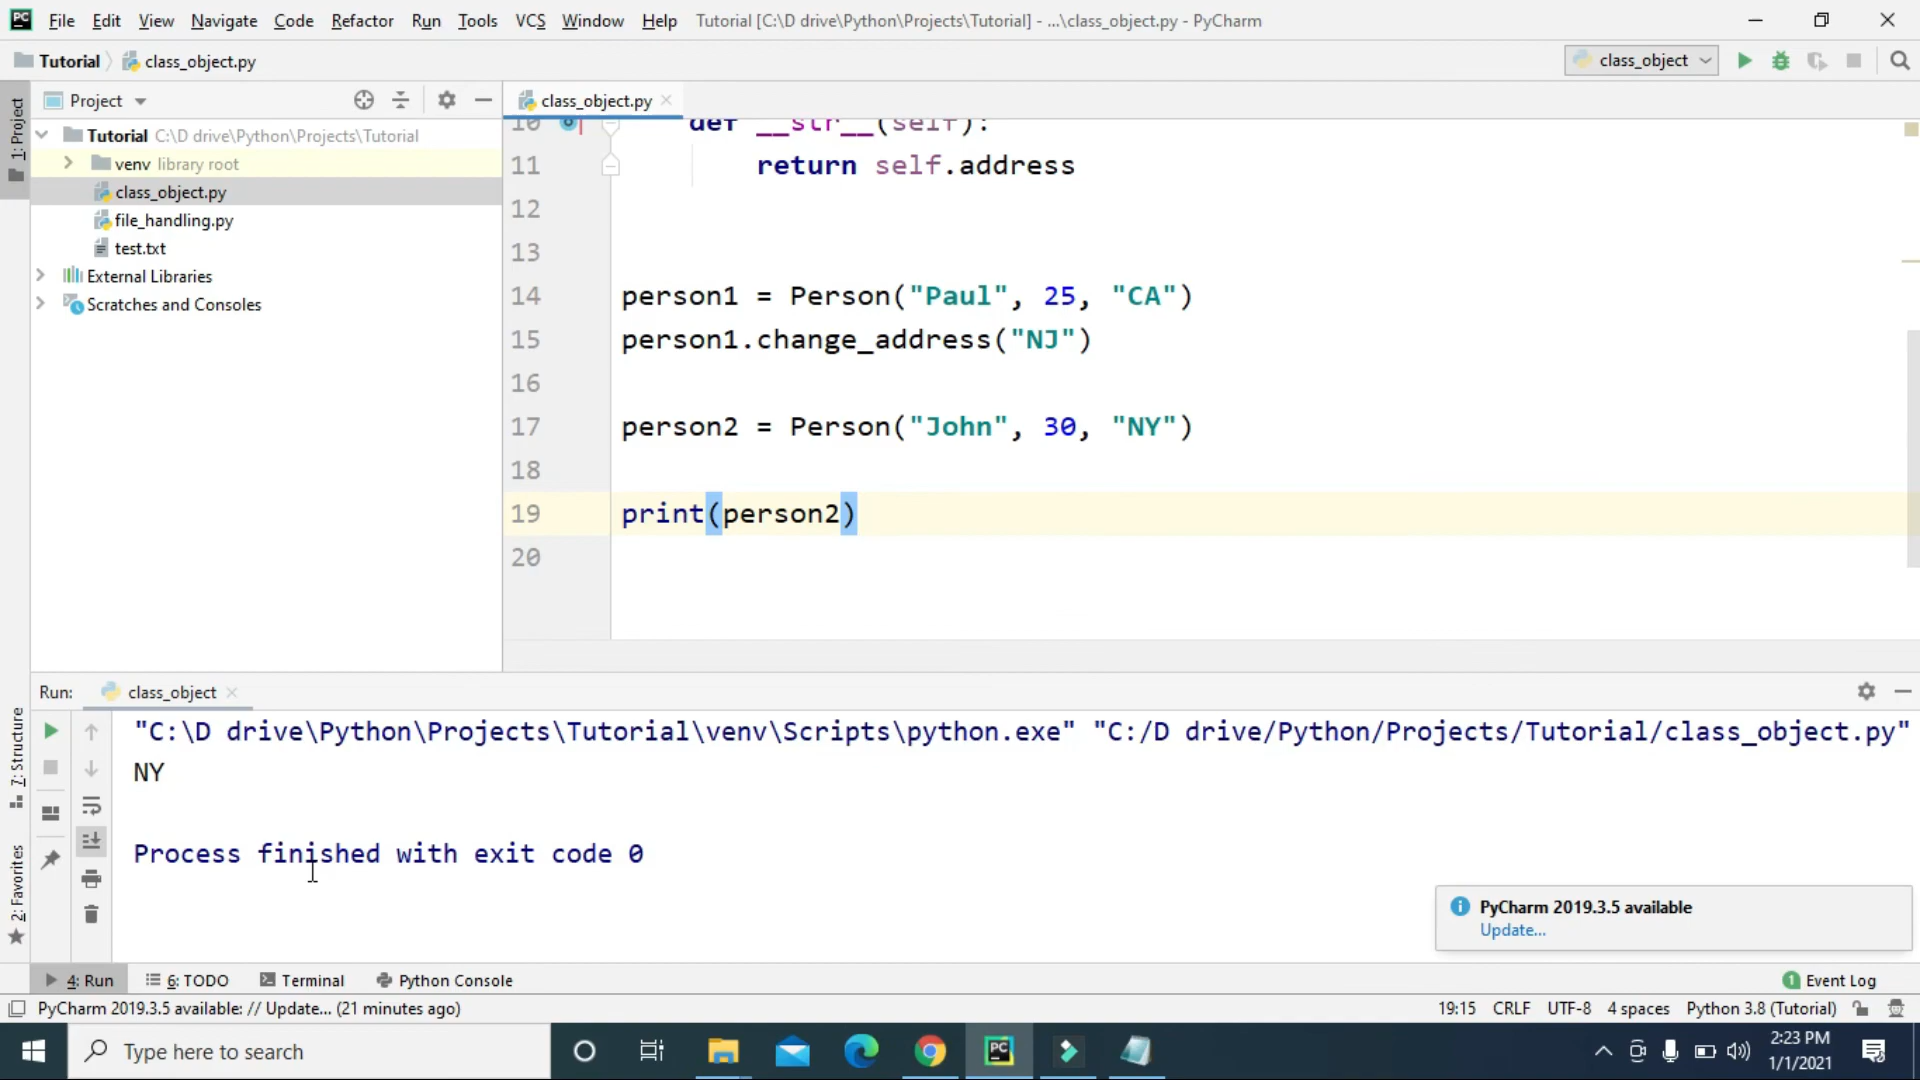 PC File Edit View Navigate Code Refactor Run Tools VCS Window Help Tutorial [C:\D drive\Python\Projects\Tutorial] - ...\class_object.py - PyCharm
Tutorial class_object.py class_object
1: Project
Project
class_object.py
Tutorial C:\D drive\Python\Projects\Tutorial
venv library root
class_object.py
file_handling.py
test.txt
External Libraries
Scratches and Consoles
10 def __str__(self):
11 return self.address
12
13
14 person1 = Person("Paul", 25, "CA")
15 person1.change_address("NJ")
16
17 person2 = Person("John", 30, "NY")
18
19 print(person2)
20
Run: class_object
"C:\D drive\Python\Projects\Tutorial\venv\Scripts\python.exe" "C:/D drive/Python/Projects/Tutorial/class_object.py"
NY
Process finished with exit code 0
7: Structure
2: Favorites
PyCharm 2019.3.5 available
Update...
4: Run 6: TODO Terminal Python Console 1 Event Log
PyCharm 2019.3.5 available: // Update... (21 minutes ago) 19:15 CRLF UTF-8 4 spaces Python 3.8 (Tutorial)
Type here to search PC 2:23 PM
1/1/2021